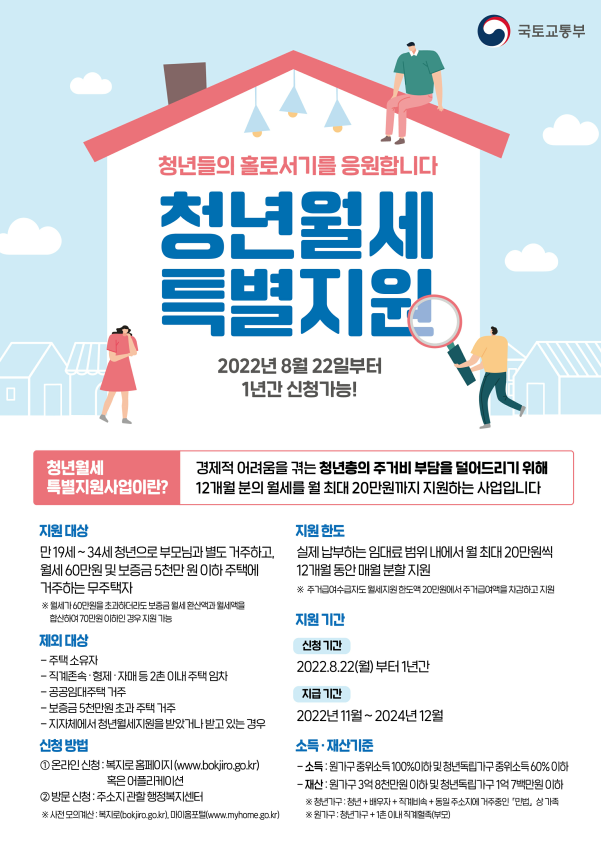 국토교통부
청년들의 홀로서기를 응원합니다
청년월세
특별지원
2022년 8월 22일부터
1년간 신청가능!
청년월세
특별지원사업이란?
경제적 어려움을 겪는 청년층의 주거비 부담을 덜어드리기 위해
12개월 분의 월세를 월 최대 20만원까지 지원하는 사업입니다
지원 대상
만 19세 ~ 34세 청년으로 부모님과 별도 거주하고,
월세 60만원 및 보증금 5천만 원 이하 주택에
거주하는 무주택자
※ 월세가 60만원을 초과하더라도 보증금 월세 환산액과 월세액을
합산하여 70만원 이하인 경우 지원 가능
제외 대상
– 주택 소유자
– 직계존속 · 형제 · 자매 등 2촌 이내 주택 임차
– 공공임대주택 거주
– 보증금 5천만원 초과 주택 거주
– 지자체에서 청년월세지원을 받았거나 받고 있는 경우
신청 방법
① 온라인 신청 : 복지로 홈페이지 (www.bokjiro.go.kr)
혹은 어플리케이션
② 방문 신청 : 주소지 관할 행정복지센터
※ 사전 모의계산 : 복지로(bokjiro.go.kr), 마이홈포털(www.myhome.go.kr)
지원 한도
실제 납부하는 임대료 범위 내에서 월 최대 20만원씩
12개월 동안 매월 분할 지원
※ 주거급여수급자도 월세지원 한도액 20만원에서 주거급여액을 차감하고 지원
지원 기간
신청 기간
2022.8.22(월) 부터 1년간
지급 기간
2022년 11월 ~ 2024년 12월
소득 · 재산기준
– 소득 : 원가구 중위소득 100%이하 및 청년독립가구 중위소득 60% 이하
– 재산 : 원가구 3억 8천만원 이하 및 청년독립가구 1억 7백만원 이하
※ 청년가구 : 청년 + 배우자 + 직계비속 + 동일 주소지에 거주중인 「민법」 상 가족
※ 원가구 : 청년가구 + 1촌 이내 직계혈족(부모)